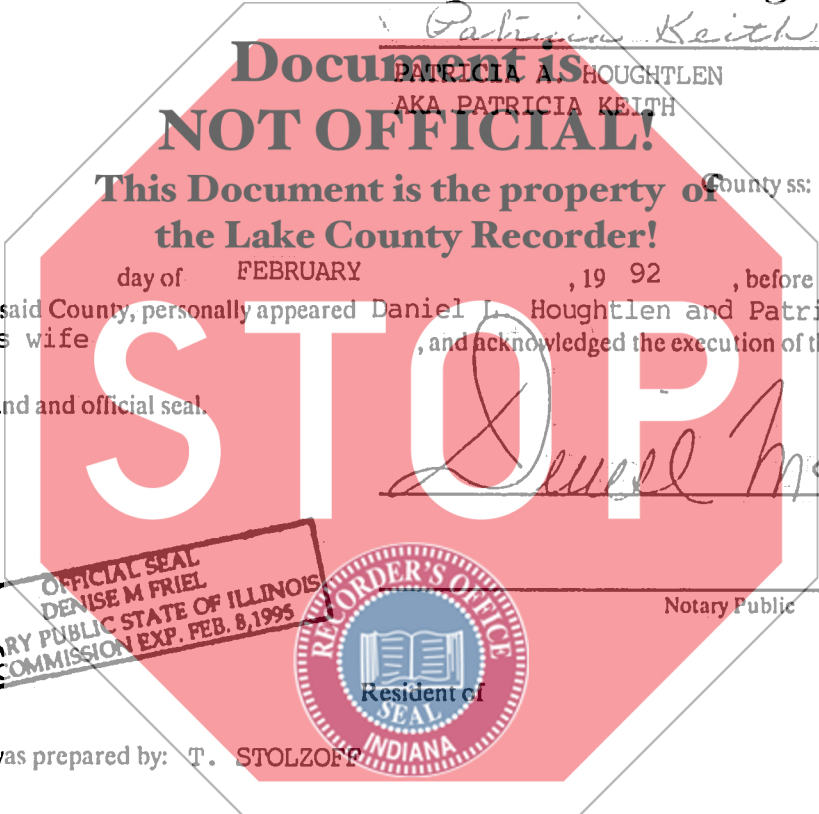 Patricia Keith
Document is
PATRICIA A. HOUGHTLEN
AKA PATRICIA KEITH
NOT OFFICIAL!
This Document is the property of
County ss:
the Lake County Recorder!
day of FEBRUARY , 19 92 , before
said County, personally appeared Daniel L. Houghtlen and Patri
s wife , and acknowledged the execution of th
nd and official seal.
STOP
Denise M
OFFICIAL SEAL
DENISE M FRIEL
RY PUBLIC STATE OF ILLINOIS
COMMISSION EXP. FEB. 8,1995
Notary Public
RECORDER'S OFFICE
Resident of
SEAL
INDIANA
as prepared by: T. STOLZOFF